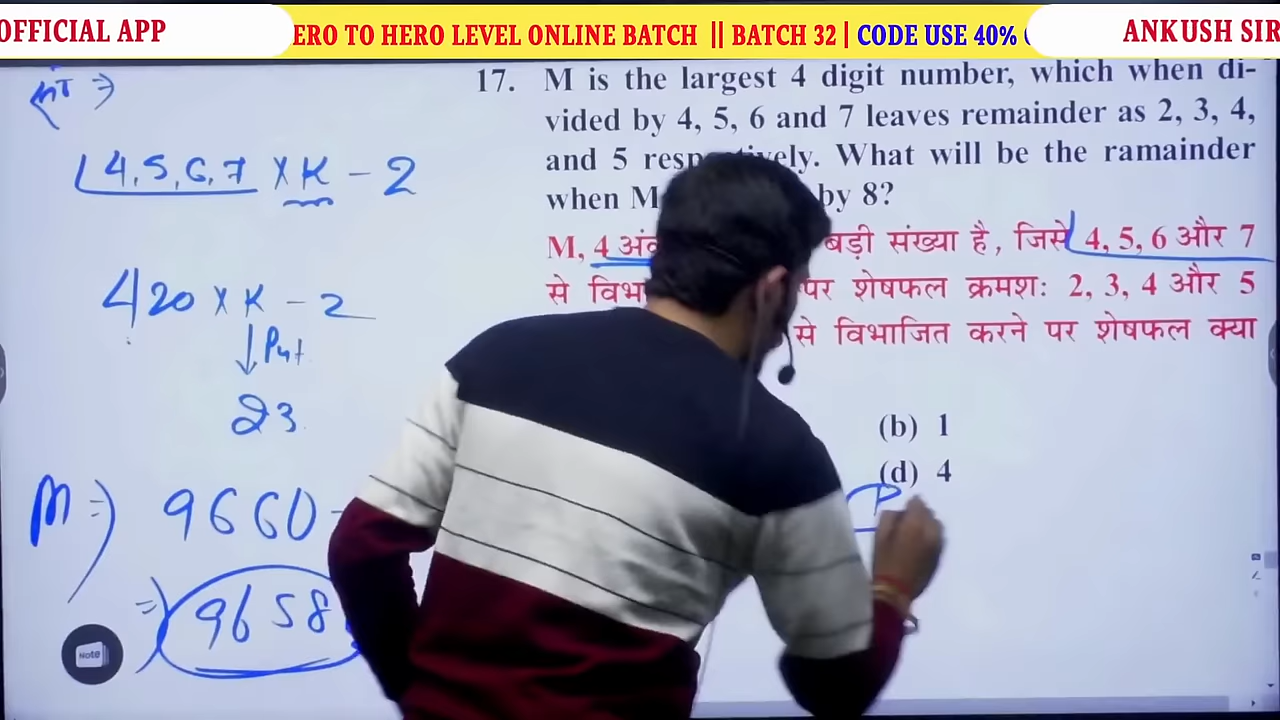 OFFICIAL APP
ERO TO HERO LEVEL ONLINE BATCH || BATCH 32 | CODE USE 40%
ANKUSH SIR
17. M is the largest 4 digit number, which when di-
vided by 4, 5, 6 and 7 leaves remainder as 2, 3, 4,
and 5 respectively. What will be the ramainder
when M by 8?
M, 4 बड़ी संख्या है, जिसे 4, 5, 6 और 7
से पर शेषफल क्रमश: 2, 3, 4 और 5
से विभाजित करने पर शेषफल क्या
(b) 1
(d) 4
4,5,6,7 × K - 2
420 × K - 2
Put
23
M ⇒ 9660 -
⇒ 9658
Note